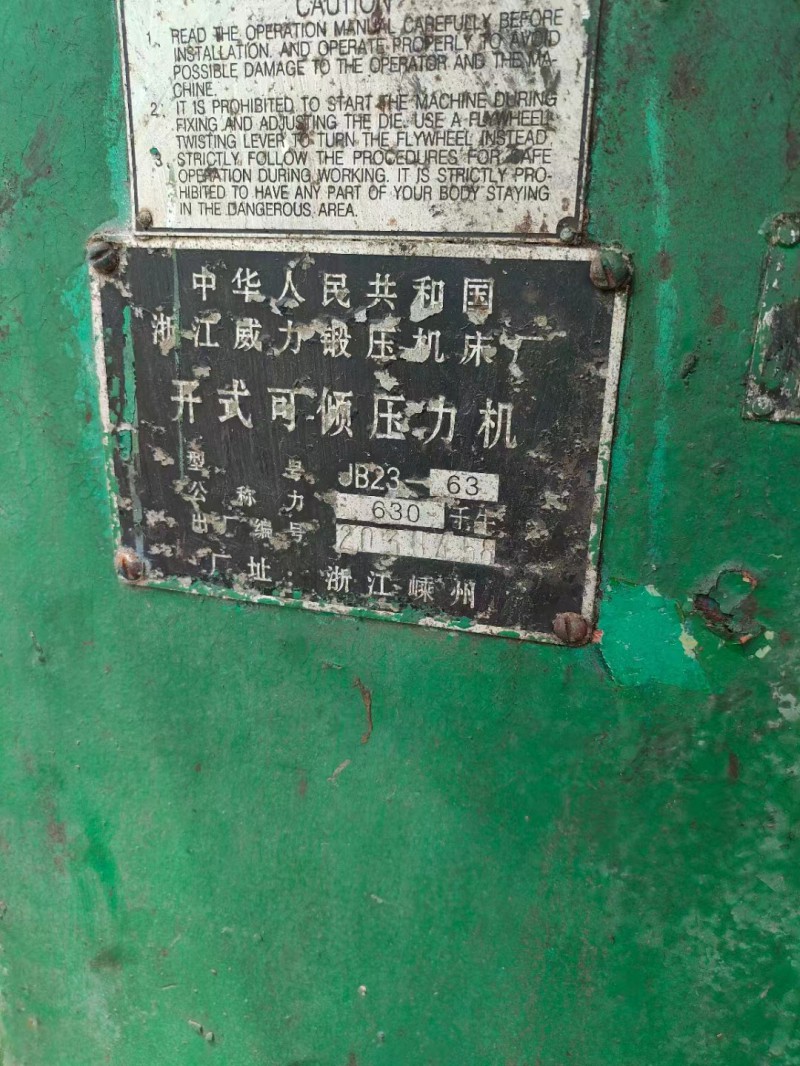 CAUTION
1. READ THE OPERATION MANUAL CAREFULLY BEFORE
INSTALLATION, AND OPERATE PROPERLY TO AVOID
POSSIBLE DAMAGE TO THE OPERATOR AND THE MA-
CHINE.
2. IT IS PROHIBITED TO START THE MACHINE DURING
FIXING AND ADJUSTING THE DIE. USE A FLYWHEEL
TWISTING LEVER TO TURN THE FLYWHEEL INSTEAD.
3. STRICTLY FOLLOW THE PROCEDURES FOR SAFE
OPERATION DURING WORKING. IT IS STRICTLY PRO-
HIBITED TO HAVE ANY PART OF YOUR BODY STAYING
IN THE DANGEROUS AREA.
中华人民共和国
浙江威力锻压机床厂
开式可倾压力机
型号 JB23-63
公称力 630 千牛
出厂编号
厂址 浙江嵊州